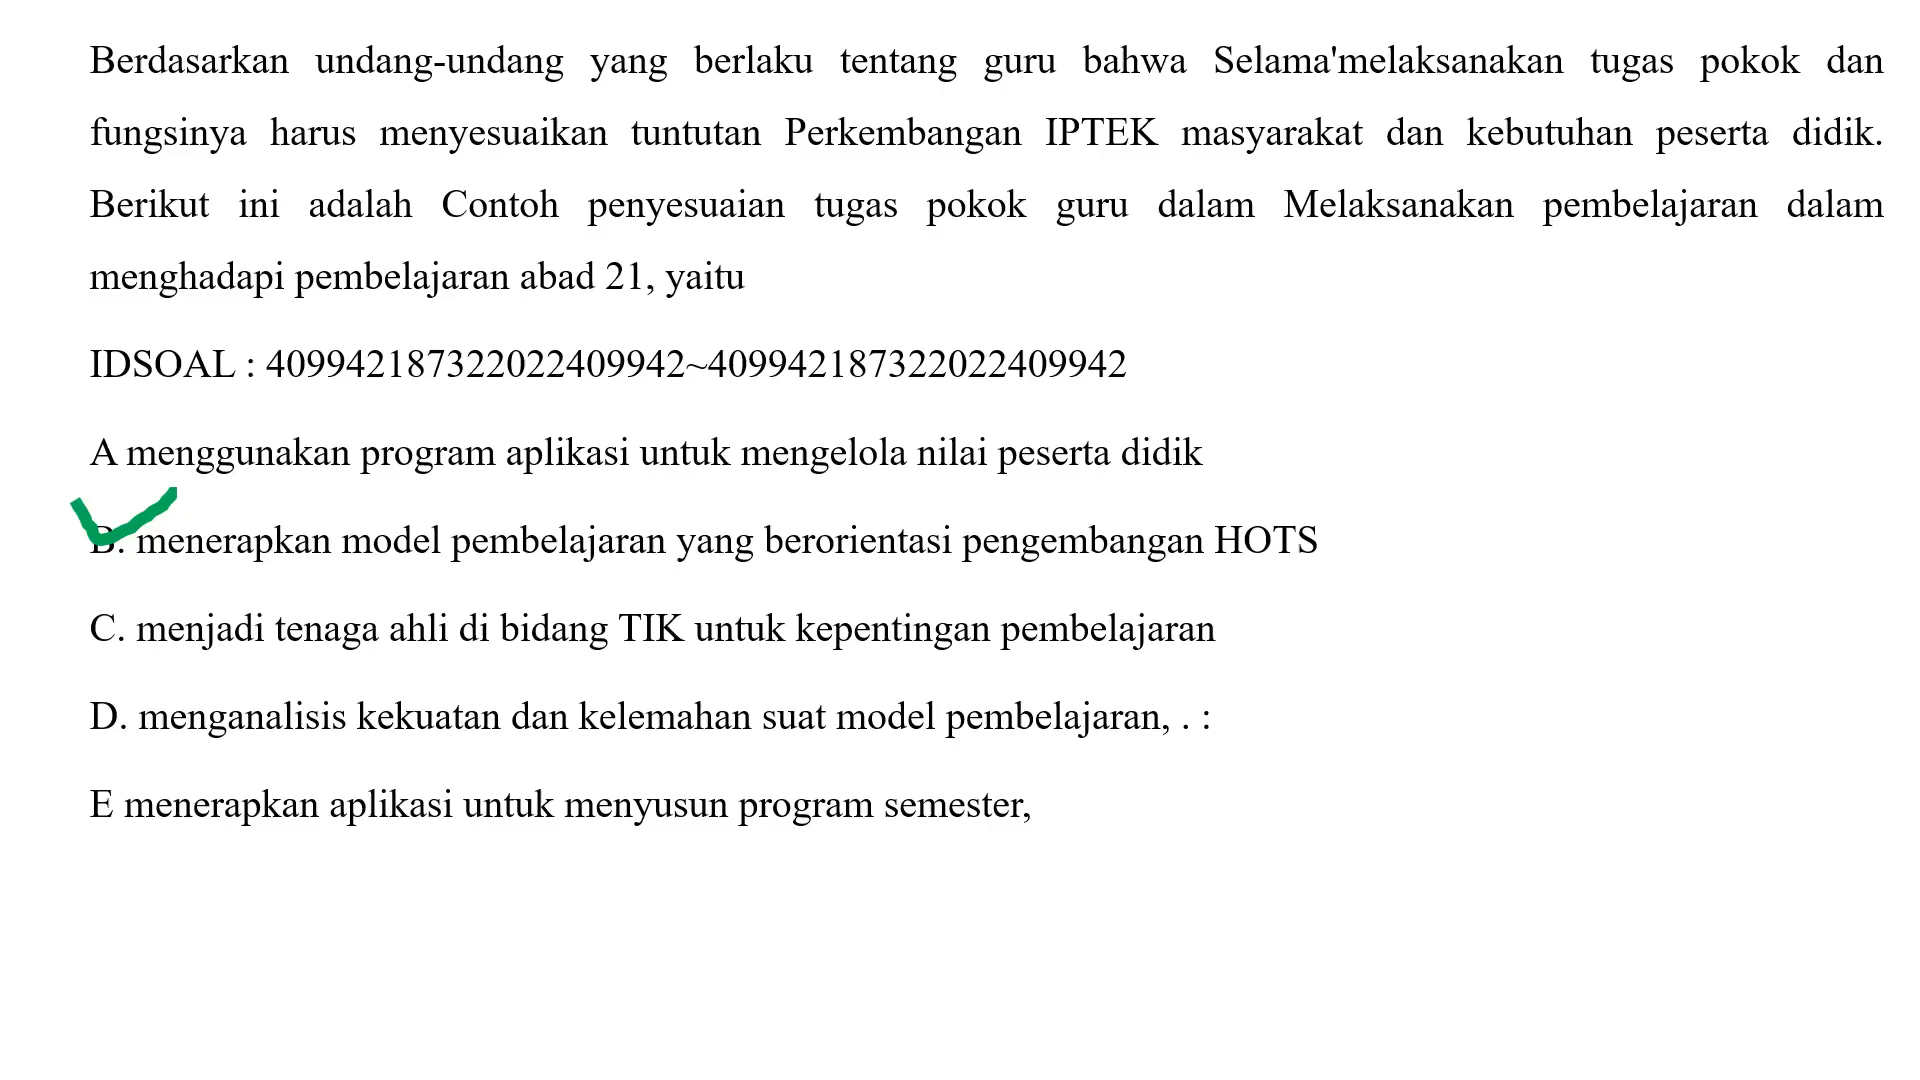 Berdasarkan undang-undang yang berlaku tentang guru bahwa Selama'melaksanakan tugas pokok dan
fungsinya harus menyesuaikan tuntutan Perkembangan IPTEK masyarakat dan kebutuhan peserta didik.
Berikut ini adalah Contoh penyesuaian tugas pokok guru dalam Melaksanakan pembelajaran dalam
menghadapi pembelajaran abad 21, yaitu
IDSOAL : 409942187322022409942~409942187322022409942
A menggunakan program aplikasi untuk mengelola nilai peserta didik
B. menerapkan model pembelajaran yang berorientasi pengembangan HOTS
C. menjadi tenaga ahli di bidang TIK untuk kepentingan pembelajaran
D. menganalisis kekuatan dan kelemahan suat model pembelajaran, . :
E menerapkan aplikasi untuk menyusun program semester,